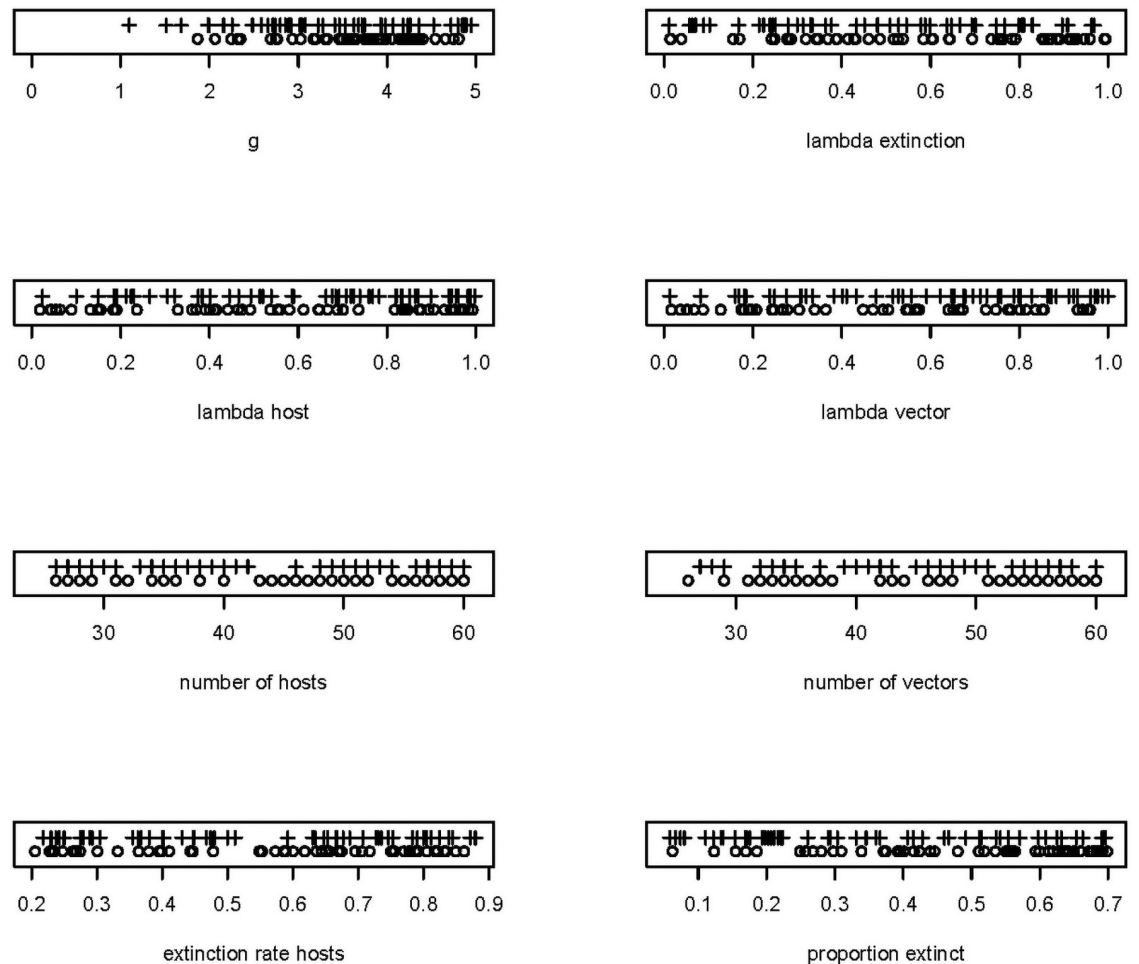 0 1 2 3 4 5
g
0.0 0.2 0.4 0.6 0.8 1.0
lambda extinction
0.0 0.2 0.4 0.6 0.8 1.0
lambda host
0.0 0.2 0.4 0.6 0.8 1.0
lambda vector
30 40 50 60
number of hosts
30 40 50 60
number of vectors
0.2 0.3 0.4 0.5 0.6 0.7 0.8 0.9
extinction rate hosts
0.1 0.2 0.3 0.4 0.5 0.6 0.7
proportion extinct